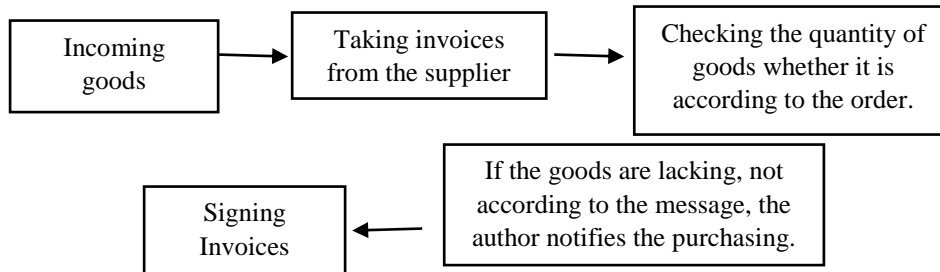 Incoming
goods
Taking invoices
from the supplier
Checking the quantity of
goods whether it is
according to the order.
If the goods are lacking, not
according to the message, the
author notifies the purchasing.
Signing
Invoices